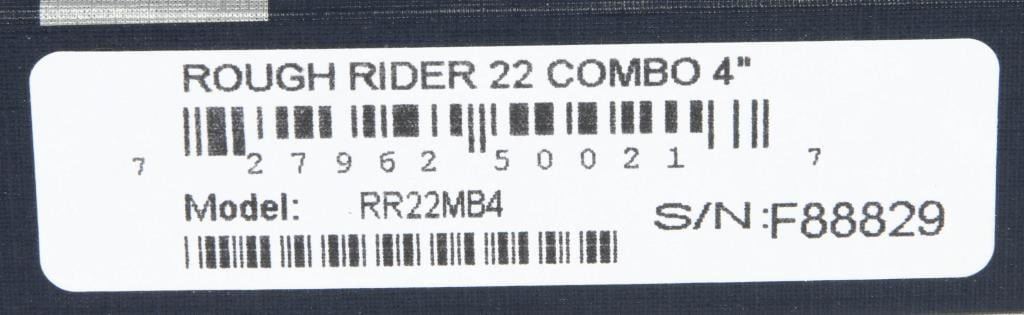 ROUGH RIDER 22 COMBO 4"
7 27962 50021 7
Model: RR22MB4
S/N:F88829